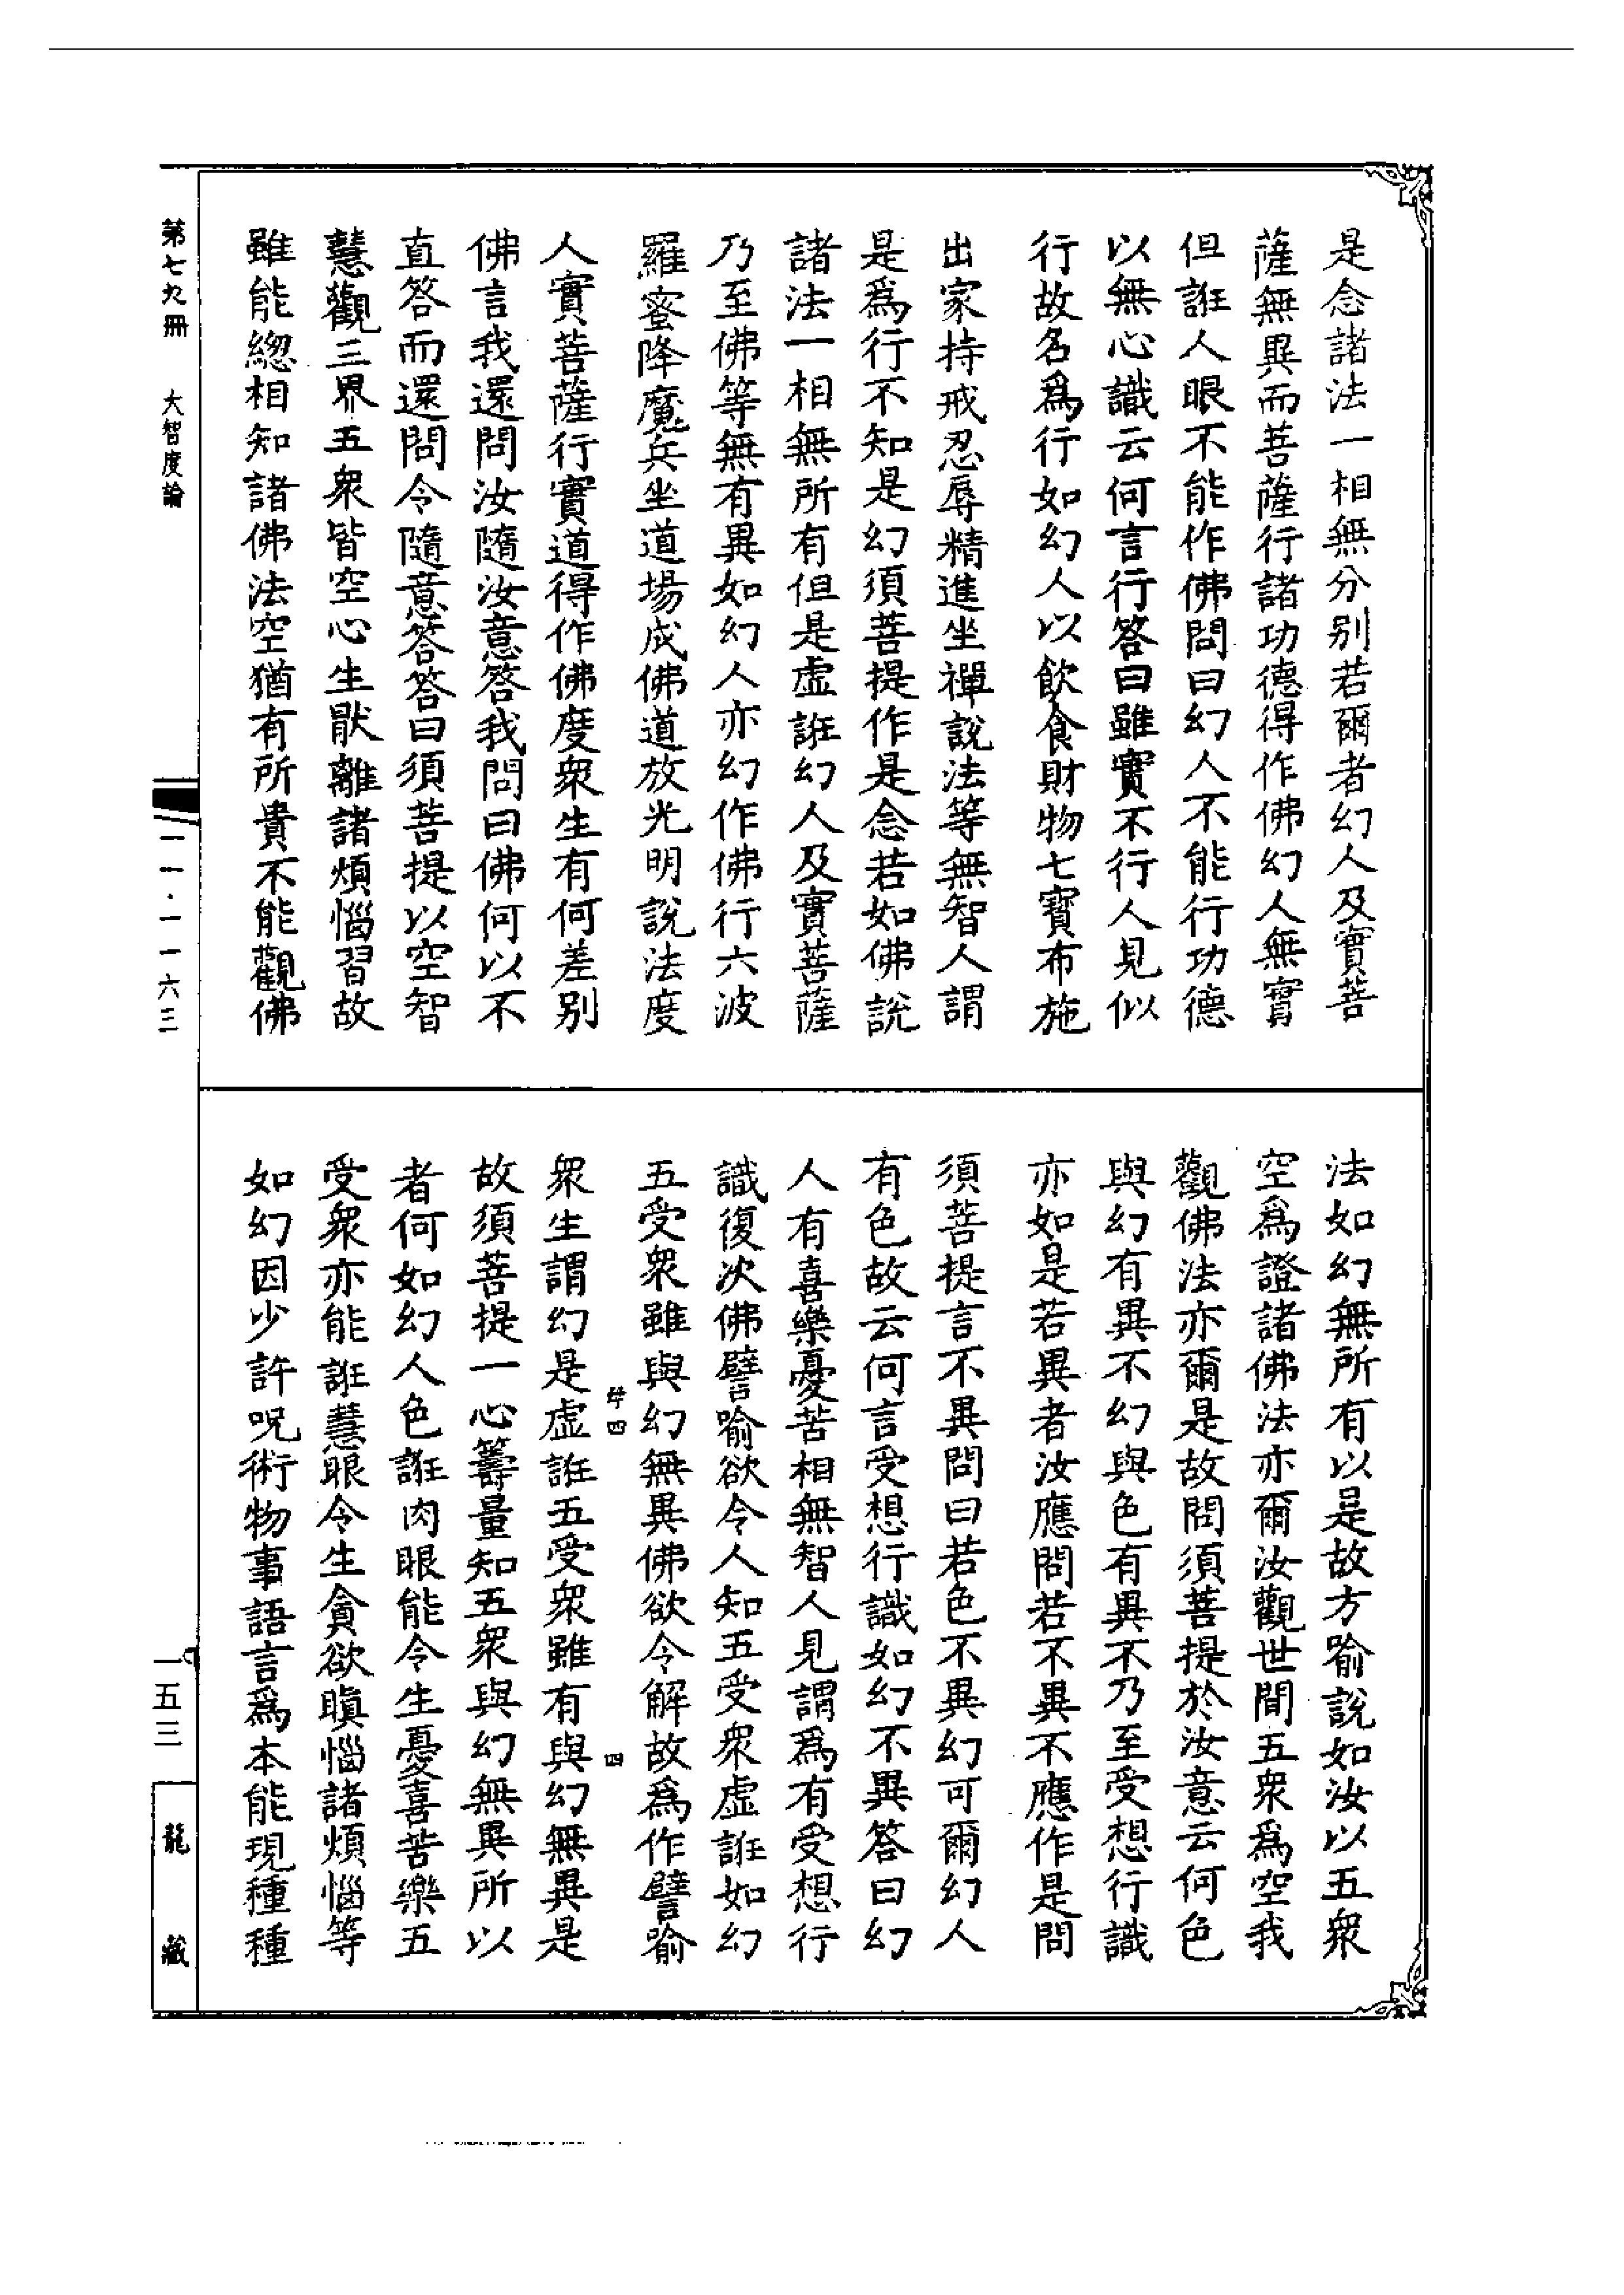 是念諸法一相無分別若爾者幻人及實菩
薩無異而菩薩行諸功德得作佛幻人無實
但誑人眼不能作佛問曰幻人不能行功德
以無心識云何言行答曰雖實不行人見似
行故名爲行如幻人以飲食財物七寶布施
出家持戒忍辱精進坐禪說法等無智人謂
是爲行不知是幻須菩提作是念若如佛說
諸法一相無所有但是虛誑幻人及實菩薩
乃至佛等無有異如幻人亦幻作佛行六波
羅蜜降魔兵坐道場成佛道放光明說法度
人實菩薩行實道得作佛度衆生有何差別
佛言我還問汝隨汝意答我問曰佛何以不
直答而還問令隨意答答曰須菩提以空智
慧觀三界五衆皆空心生猒離諸煩惱習故
雖能總相知諸佛法空猶有所貴不能觀佛
法如幻無所有以是故方喻說如汝以五衆
空爲證諸佛法亦爾汝觀世間五衆爲空我
觀佛法亦爾是故問須菩提於汝意云何色
與幻有異不幻與色有異不乃至受想行識
亦如是若異者汝應問若不異不應作是問
須菩提言不異問曰若色不異幻可爾幻人
有色故云何言受想行識如幻不異答曰幻
人有喜樂憂苦相無智人見謂爲有受想行
識復次佛譬喻欲令人知五受衆虛誑如幻
五受衆雖與幻無異佛欲令解故爲作譬喻
廿四
四
衆生謂幻是虛誑五受衆雖有與幻無異是
故須菩提一心籌量知五衆與幻無異所以
者何如幻人色誑肉眼能令生憂喜苦樂五
受衆亦能誑慧眼令生貪欲瞋惱諸煩惱等
如幻因少許呪術物事語言爲本能現種種
第七九冊 大智度論
一一·一一六三
一五三
龍藏